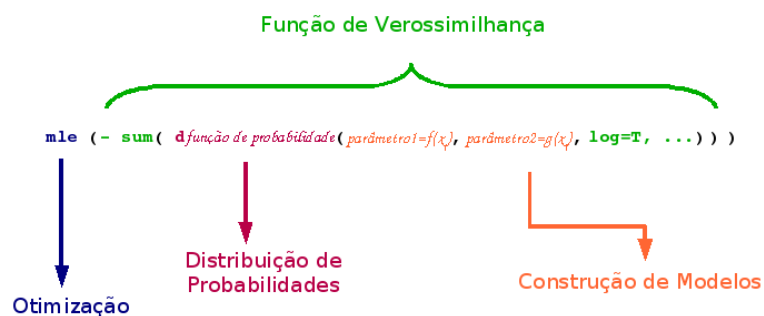 Função de Verossimilhança
mle (- sum( dfunção de probabilidade(parâmetro1=f(xᵢ), parâmetro2=g(xᵢ), log=T, ...) ) )
Distribuição de
Probabilidades
Construção de Modelos
Otimização